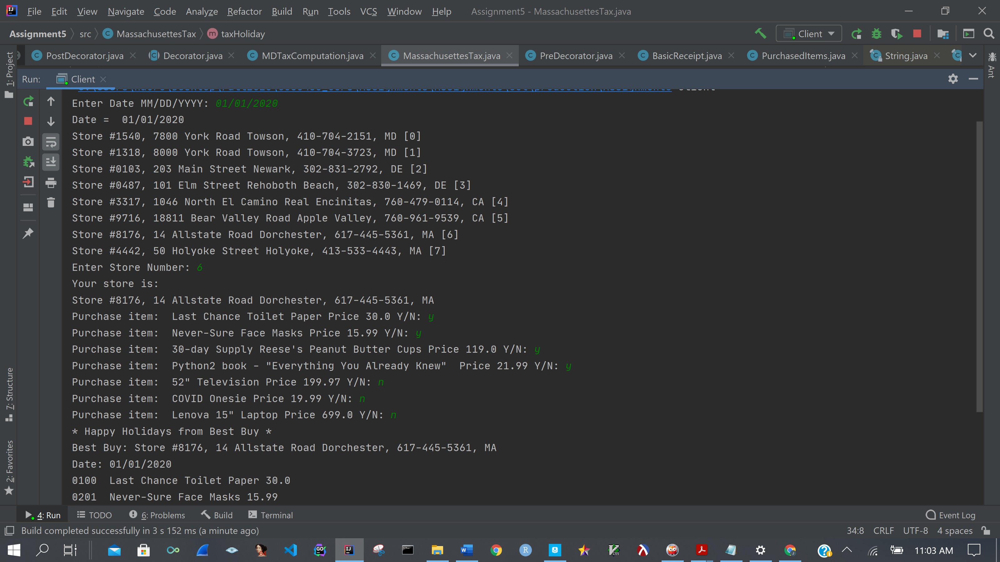 File Edit View Navigate Code Analyze Refactor Build Run Tools VCS Window Help Assignment5 - MassachusettesTax.java
Assignment5 src MassachusettesTax taxHoliday Client
PostDecorator.java Decorator.java MDTaxComputation.java MassachusettesTax.java PreDecorator.java BasicReceipt.java PurchasedItems.java String.java
1: Project
Ant
Run: Client
Enter Date MM/DD/YYYY: 01/01/2020
Date =  01/01/2020
Store #1540, 7800 York Road Towson, 410-704-2151, MD [0]
Store #1318, 8000 York Road Towson, 410-704-3723, MD [1]
Store #0103, 203 Main Street Newark, 302-831-2792, DE [2]
Store #0487, 101 Elm Street Rehoboth Beach, 302-830-1469, DE [3]
Store #3317, 1046 North El Camino Real Encinitas, 760-479-0114, CA [4]
Store #9716, 18811 Bear Valley Road Apple Valley, 760-961-9539, CA [5]
Store #8176, 14 Allstate Road Dorchester, 617-445-5361, MA [6]
Store #4442, 50 Holyoke Street Holyoke, 413-533-4443, MA [7]
Enter Store Number: 6
Your store is:
Store #8176, 14 Allstate Road Dorchester, 617-445-5361, MA
Purchase item:  Last Chance Toilet Paper Price 30.0 Y/N: y
Purchase item:  Never-Sure Face Masks Price 15.99 Y/N: y
Purchase item:  30-day Supply Reese's Peanut Butter Cups Price 119.0 Y/N: y
Purchase item:  Python2 book - "Everything You Already Knew"  Price 21.99 Y/N: y
Purchase item:  52" Television Price 199.97 Y/N: n
Purchase item:  COVID Onesie Price 19.99 Y/N: n
Purchase item:  Lenova 15" Laptop Price 699.0 Y/N: n
* Happy Holidays from Best Buy *
Best Buy: Store #8176, 14 Allstate Road Dorchester, 617-445-5361, MA
Date: 01/01/2020
0100  Last Chance Toilet Paper 30.0
0201  Never-Sure Face Masks 15.99
7: Structure
2: Favorites
4: Run TODO 6: Problems Build Terminal Event Log
Build completed successfully in 3 s 152 ms (a minute ago) 34:8 CRLF UTF-8 4 spaces
11:03 AM